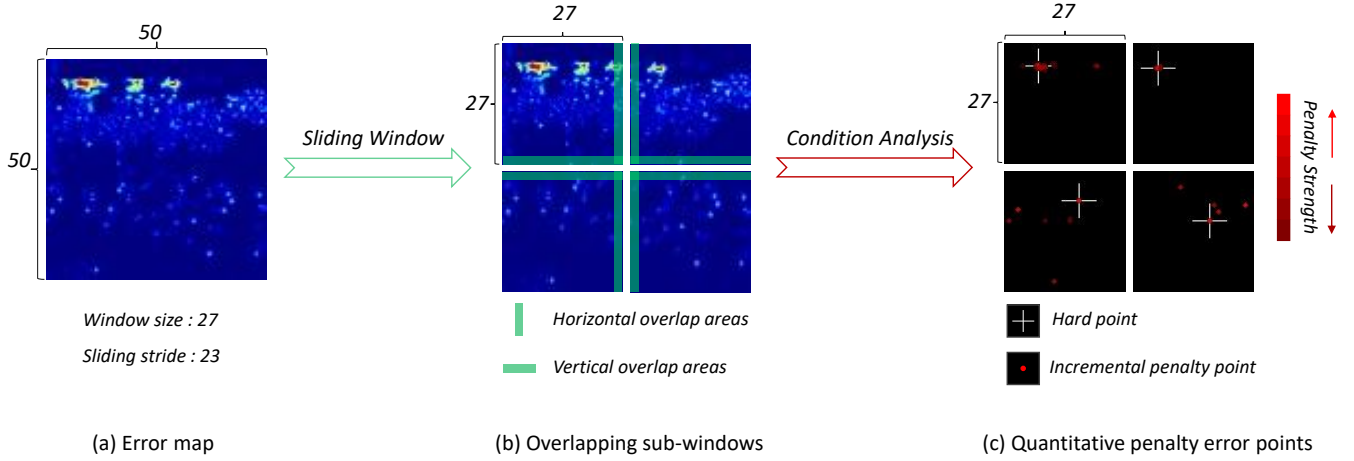 50
50
Window size : 27
Sliding stride : 23
(a) Error map
Sliding Window
27
27
Horizontal overlap areas
Vertical overlap areas
(b) Overlapping sub-windows
Condition Analysis
27
27
Penalty Strength
Hard point
Incremental penalty point
(c) Quantitative penalty error points